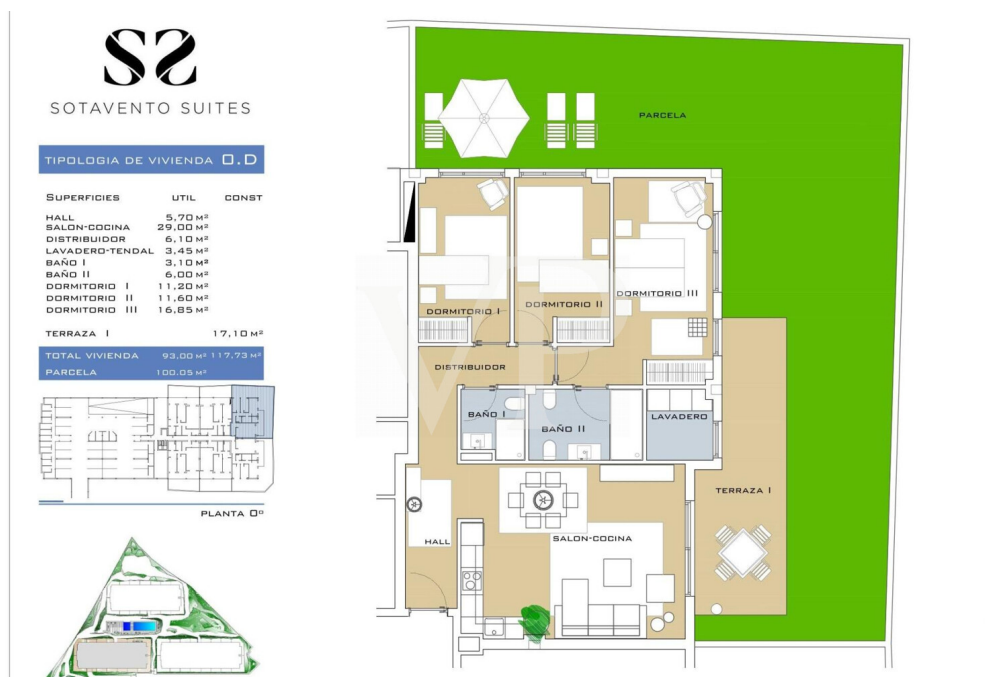 SS
SOTAVENTO SUITES
TIPOLOGIA DE VIVIENDA O.D
SUPERFICIES UTIL CONST
HALL 5,70 M²
SALON-COCINA 29,00 M²
DISTRIBUIDOR 6,10 M²
LAVADERO-TENDAL 3,45 M²
BAÑO I 3,10 M²
BAÑO II 6,00 M²
DORMITORIO I 11,20 M²
DORMITORIO II 11,60 M²
DORMITORIO III 16,85 M²
TERRAZA I 17,10 M²
TOTAL VIVIENDA 93,00 M² 117,73 M²
PARCELA 100.05 M²
PLANTA 0ª
PARCELA
DORMITORIO I
DORMITORIO II
DORMITORIO III
DISTRIBUIDOR
BAÑO I
BAÑO II
LAVADERO
TERRAZA I
HALL
SALON-COCINA
VP